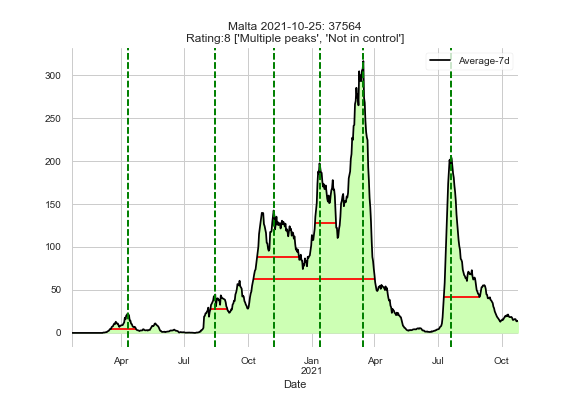 Malta 2021-10-25: 37564
Rating:8 ['Multiple peaks', 'Not in control']
Average-7d
300
250
200
150
100
50
0
Apr Jul Oct Jan Apr Jul Oct
2021
Date